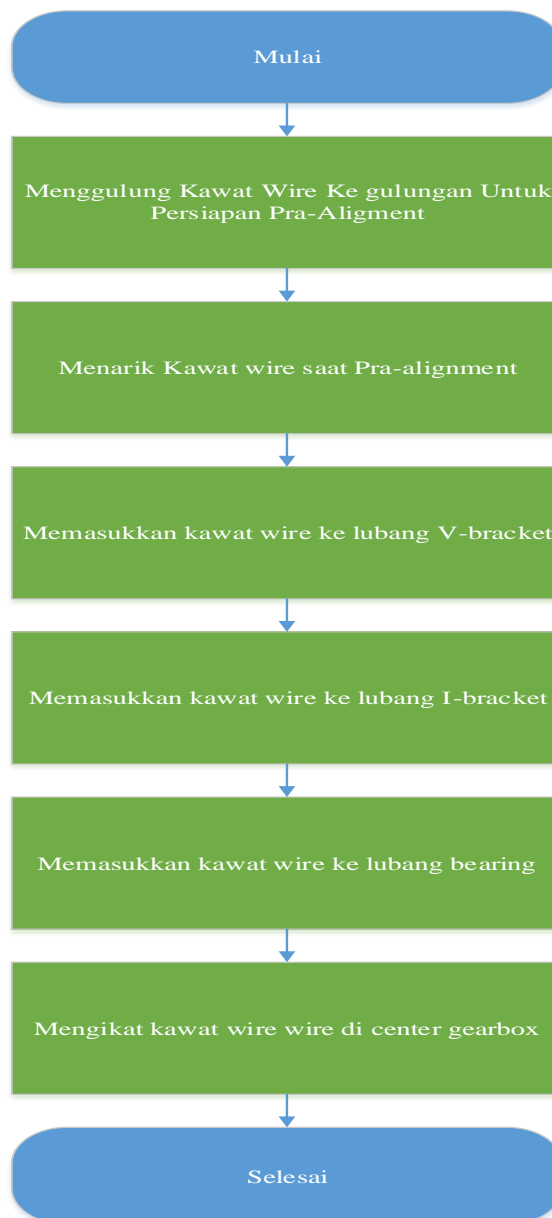 Mulai
Menggulung Kawat Wire Ke gulungan Untuk
Persiapan Pra-Aligment
Menarik Kawat wire saat Pra-alignment
Memasukkan kawat wire ke lubang V-bracket
Memasukkan kawat wire ke lubang I-bracket
Memasukkan kawat wire ke lubang bearing
Mengikat kawat wire wire di center gearbox
Selesai